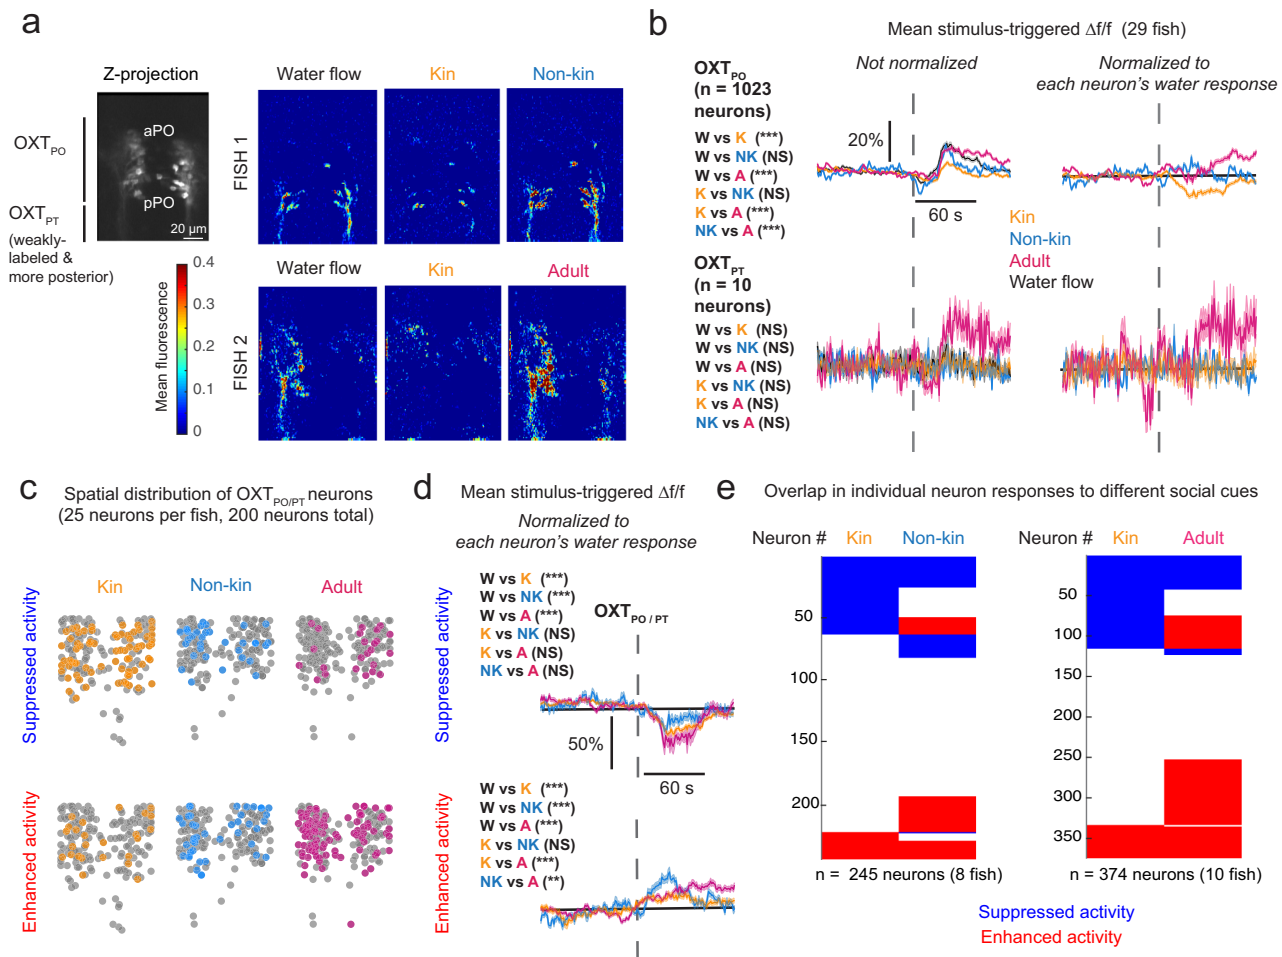 a
Z-projection
Water flow
Kin
Non-kin
OXTPO
aPO
pPO
FISH 1
OXTPT
(weakly-
labeled &
more posterior)
20 µm
Water flow
Kin
Adult
FISH 2
Mean fluorescence
0.4
0.3
0.2
0.1
0
b
Mean stimulus-triggered Δf/f (29 fish)
Not normalized
Normalized to
each neuron's water response
OXTPO
(n = 1023
neurons)
W vs K (***)
W vs NK (NS)
W vs A (***)
K vs NK (NS)
K vs A (***)
NK vs A (***)
20%
60 s
Kin
Non-kin
Adult
Water flow
OXTPT
(n = 10
neurons)
W vs K (NS)
W vs NK (NS)
W vs A (NS)
K vs NK (NS)
K vs A (NS)
NK vs A (NS)
c
Spatial distribution of OXTPO/PT neurons
(25 neurons per fish, 200 neurons total)
Kin
Non-kin
Adult
Suppressed activity
Enhanced activity
d
Mean stimulus-triggered Δf/f
Normalized to
each neuron's water response
Suppressed activity
W vs K (***)
W vs NK (***)
W vs A (***)
K vs NK (NS)
K vs A (NS)
NK vs A (NS)
OXTPO / PT
50%
60 s
Enhanced activity
W vs K (***)
W vs NK (***)
W vs A (***)
K vs NK (NS)
K vs A (***)
NK vs A (**)
e
Overlap in individual neuron responses to different social cues
Neuron #
Kin
Non-kin
50
100
150
200
n = 245 neurons (8 fish)
Neuron #
Kin
Adult
0
50
100
150
200
250
300
350
n = 374 neurons (10 fish)
Suppressed activity
Enhanced activity